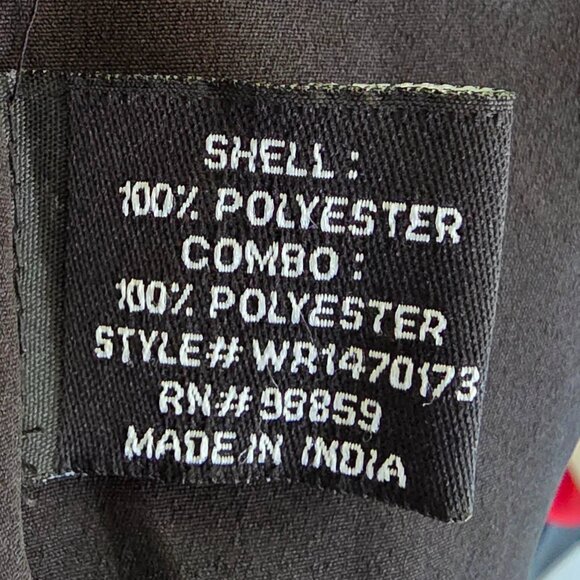 SHELL :
100% POLYESTER
COMBO :
100% POLYESTER
STYLE# WR1470173
RN# 98859
MADE IN INDIA